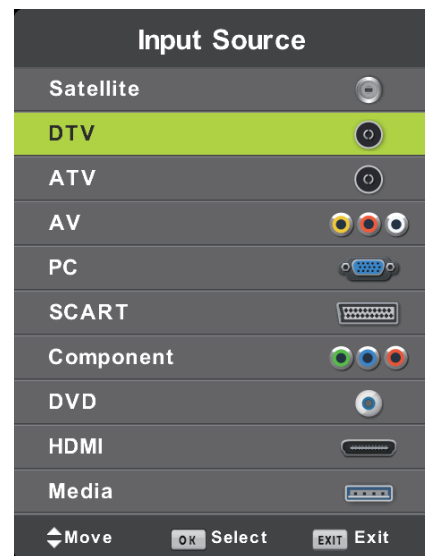 Input Source
Satellite
DTV
ATV
AV
PC
SCART
Component
DVD
HDMI
Media
Move OK Select EXIT Exit